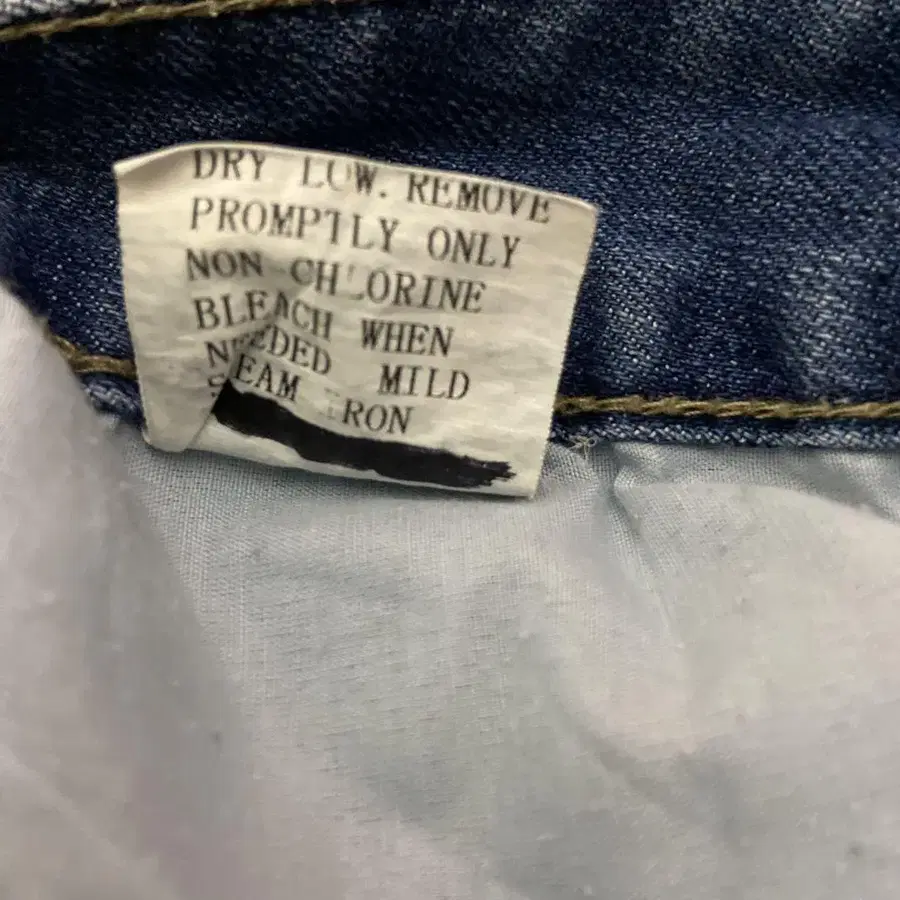 DRY LOW. REMOVE
PROMPTLY ONLY
NON CHLORINE
BLEACH WHEN
NEEDED MILD
STEAM IRON